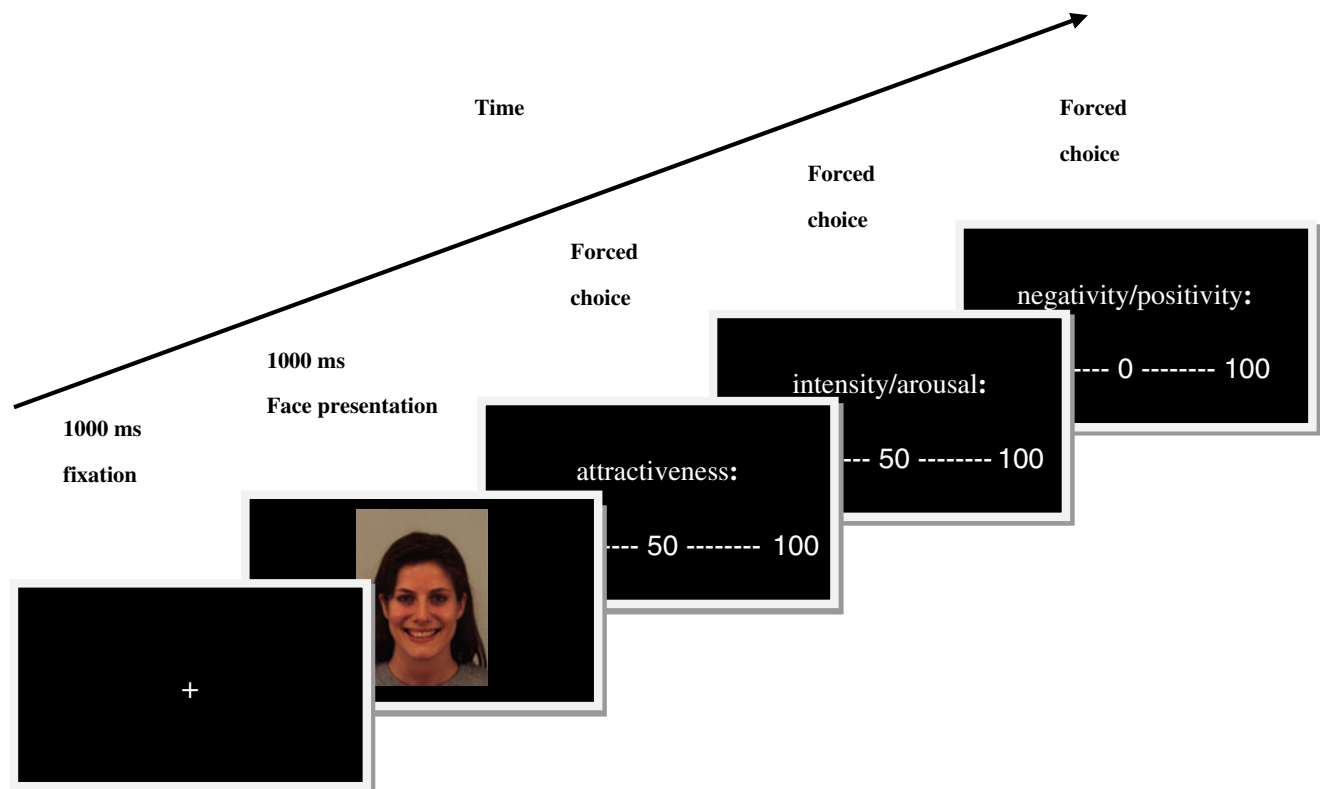 Time
Forced
choice
Forced
choice
Forced
choice
1000 ms
Face presentation
1000 ms
fixation
negativity/positivity:
---- 0 -------- 100
intensity/arousal:
--- 50 -------- 100
attractiveness:
---- 50 -------- 100
+